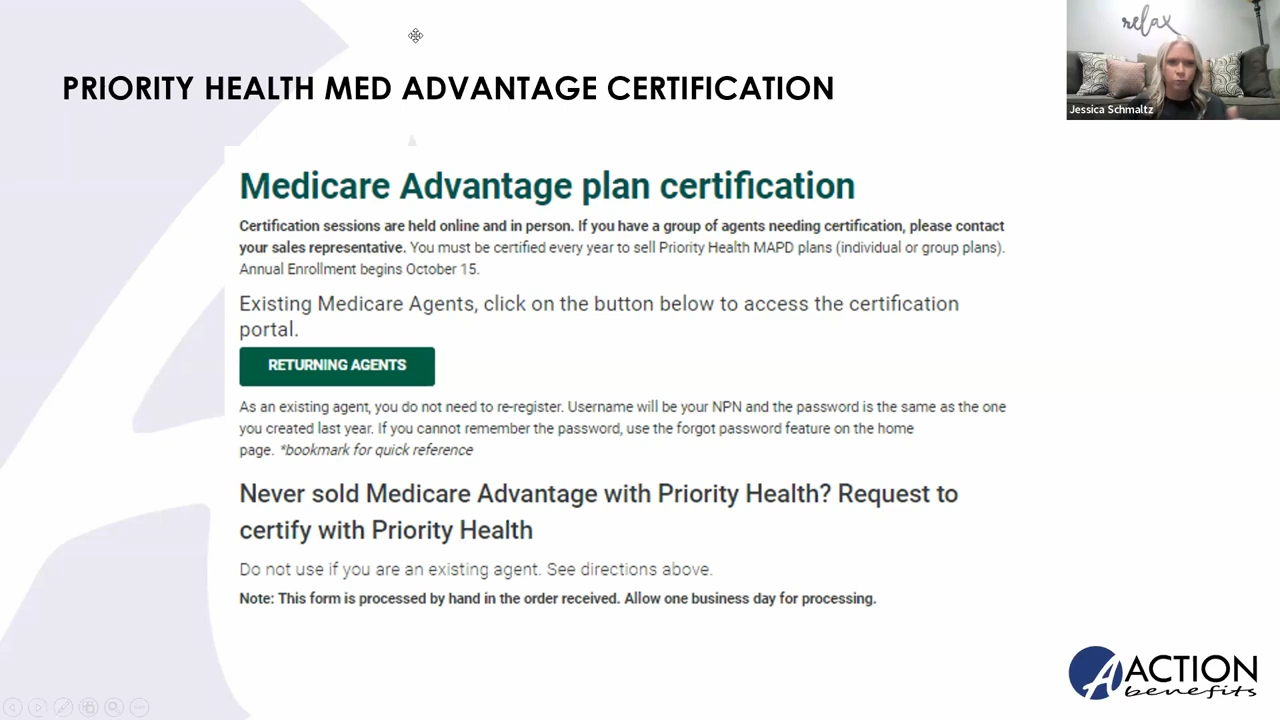 PRIORITY HEALTH MED ADVANTAGE CERTIFICATION
relax
Jessica Schmaltz
Medicare Advantage plan certification
Certification sessions are held online and in person. If you have a group of agents needing certification, please contact
your sales representative. You must be certified every year to sell Priority Health MAPD plans (individual or group plans).
Annual Enrollment begins October 15.
Existing Medicare Agents, click on the button below to access the certification
portal.
RETURNING AGENTS
As an existing agent, you do not need to re-register. Username will be your NPN and the password is the same as the one
you created last year. If you cannot remember the password, use the forgot password feature on the home
page. *bookmark for quick reference
Never sold Medicare Advantage with Priority Health? Request to
certify with Priority Health
Do not use if you are an existing agent. See directions above.
Note: This form is processed by hand in the order received. Allow one business day for processing.
A ACTION
benefits